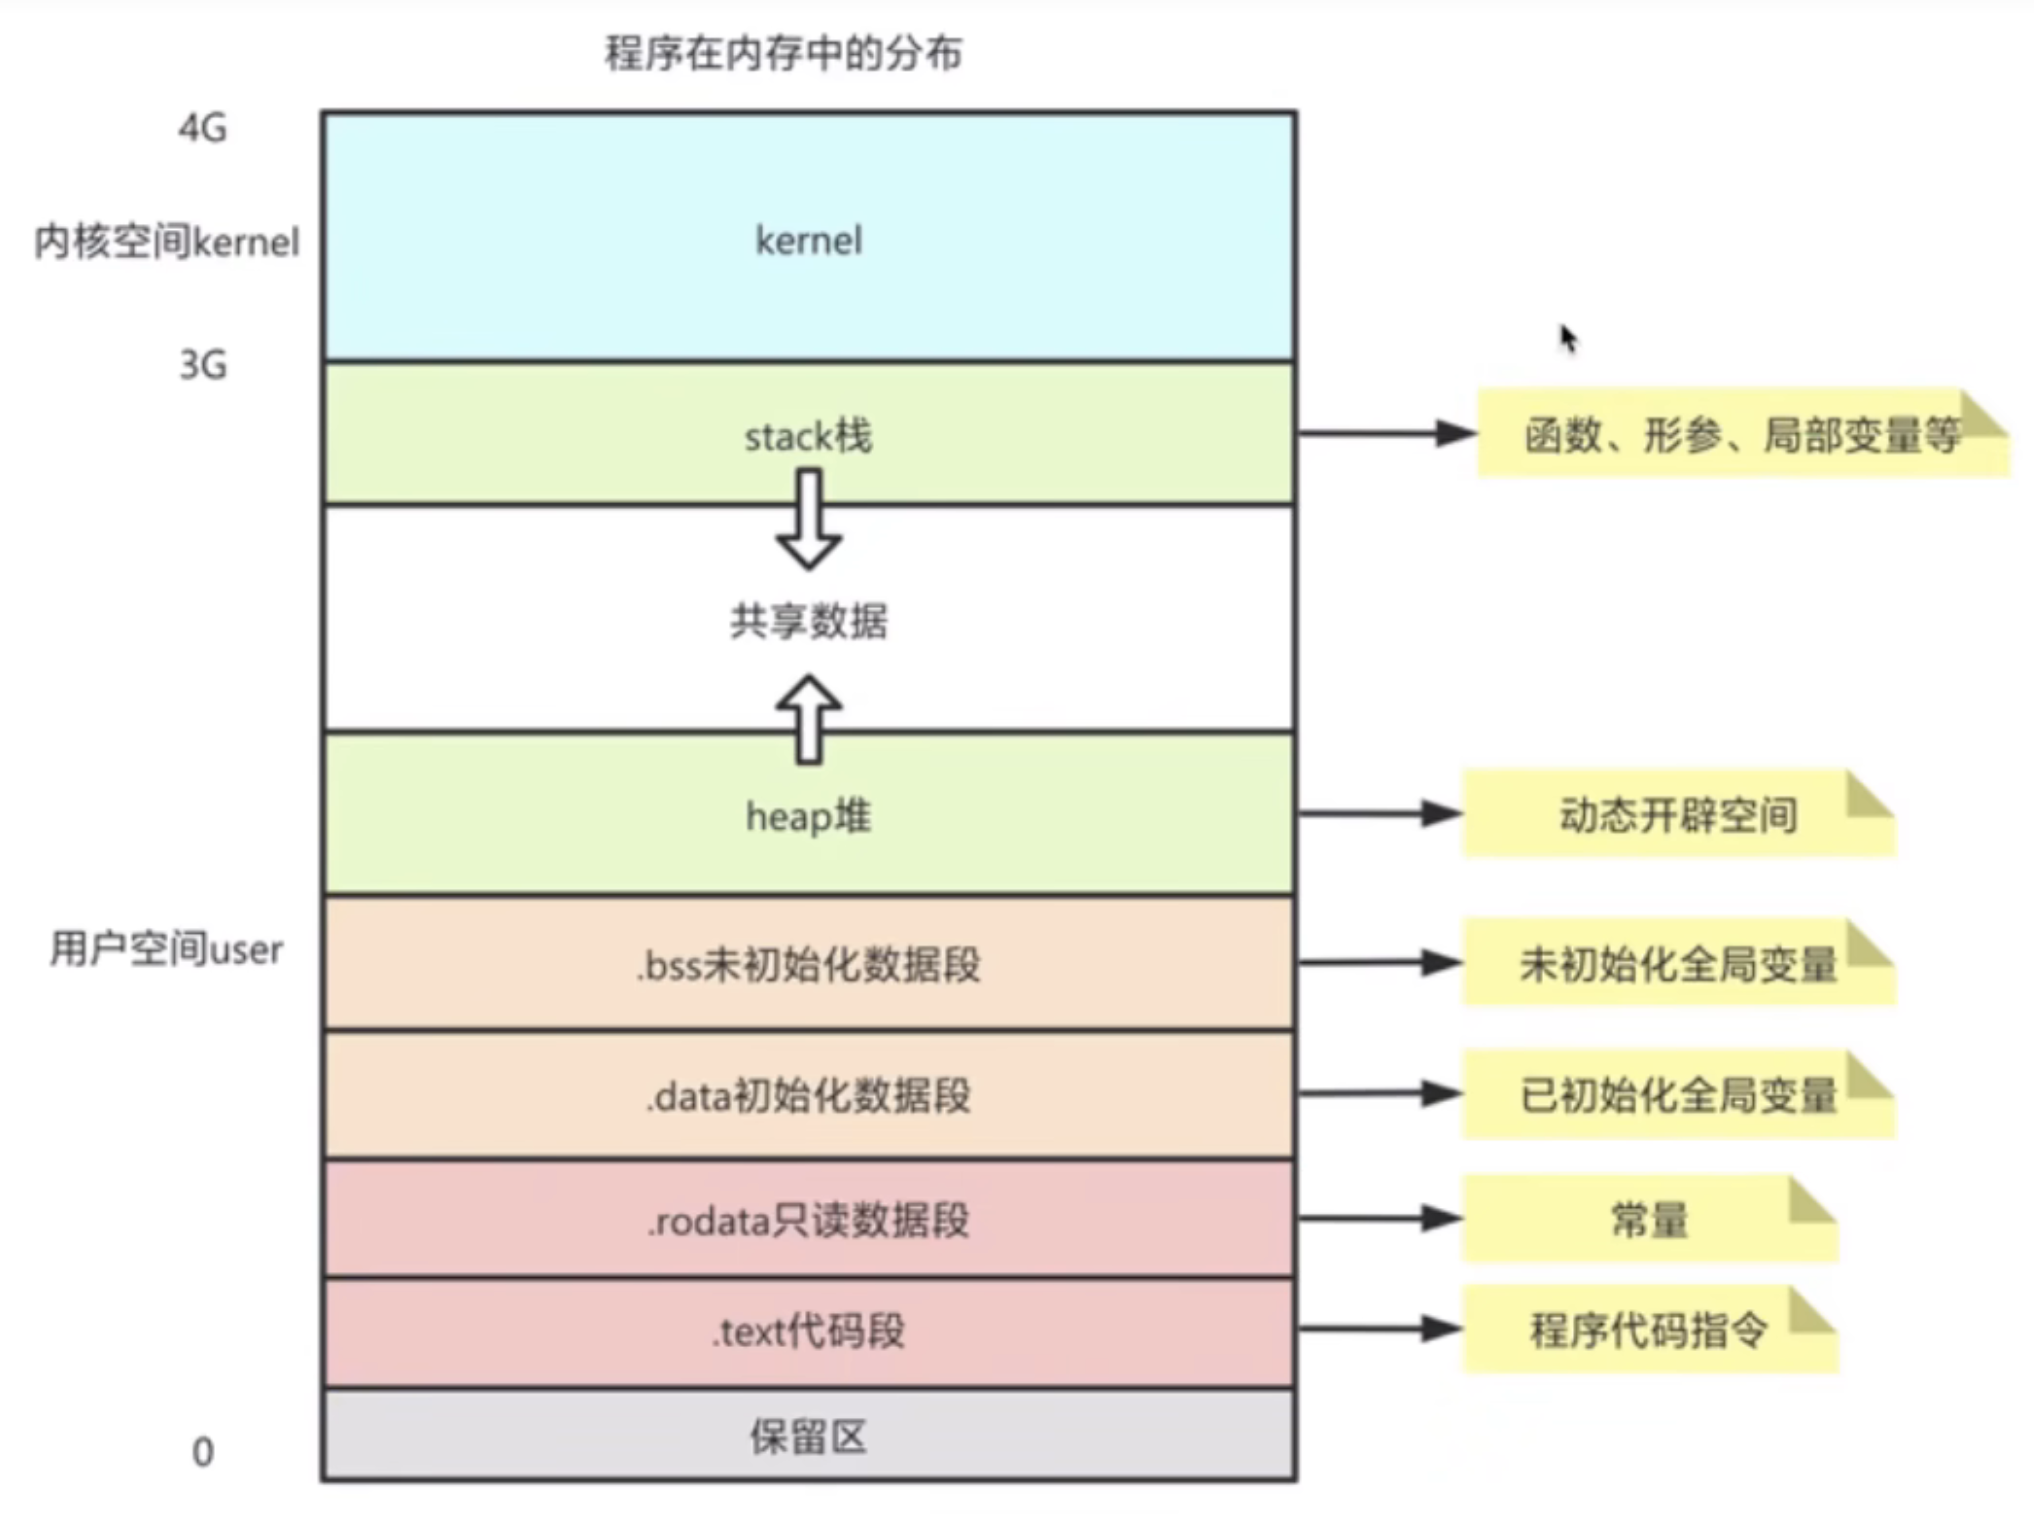 程序在内存中的分布
4G
内核空间kernel
kernel
3G
stack栈
函数、形参、局部变量等
共享数据
heap堆
动态开辟空间
用户空间user
.bss未初始化数据段
未初始化全局变量
.data初始化数据段
已初始化全局变量
.rodata只读数据段
常量
.text代码段
程序代码指令
保留区
0